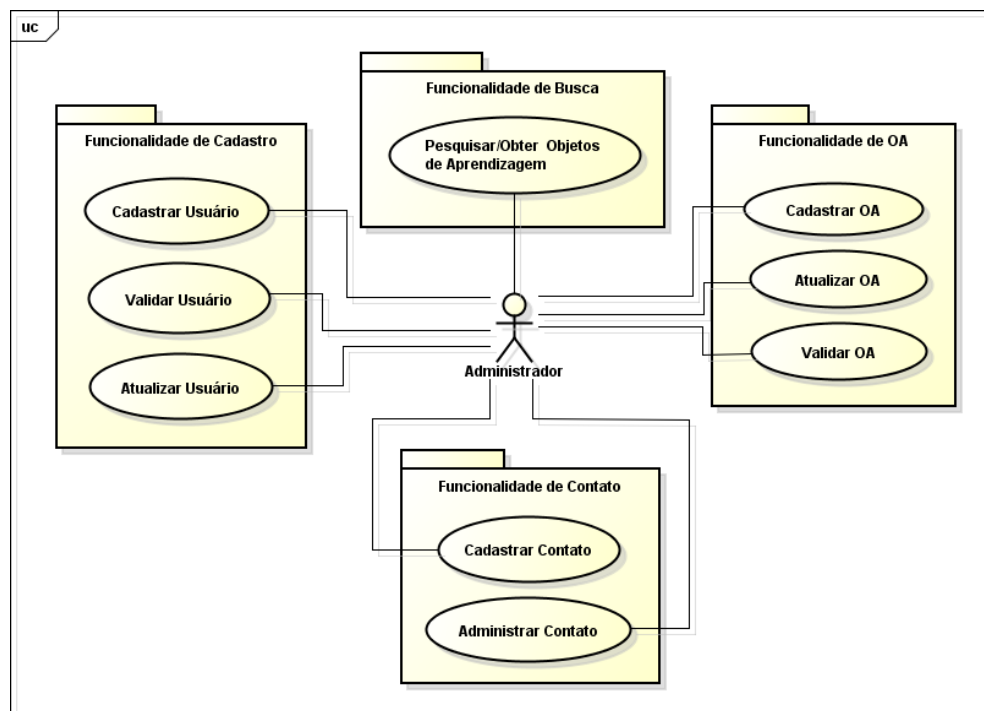 uc
Funcionalidade de Busca
Pesquisar/Obter Objetos
de Aprendizagem
Funcionalidade de Cadastro
Cadastrar Usuário
Validar Usuário
Atualizar Usuário
Funcionalidade de OA
Cadastrar OA
Atualizar OA
Validar OA
Administrador
Funcionalidade de Contato
Cadastrar Contato
Administrar Contato